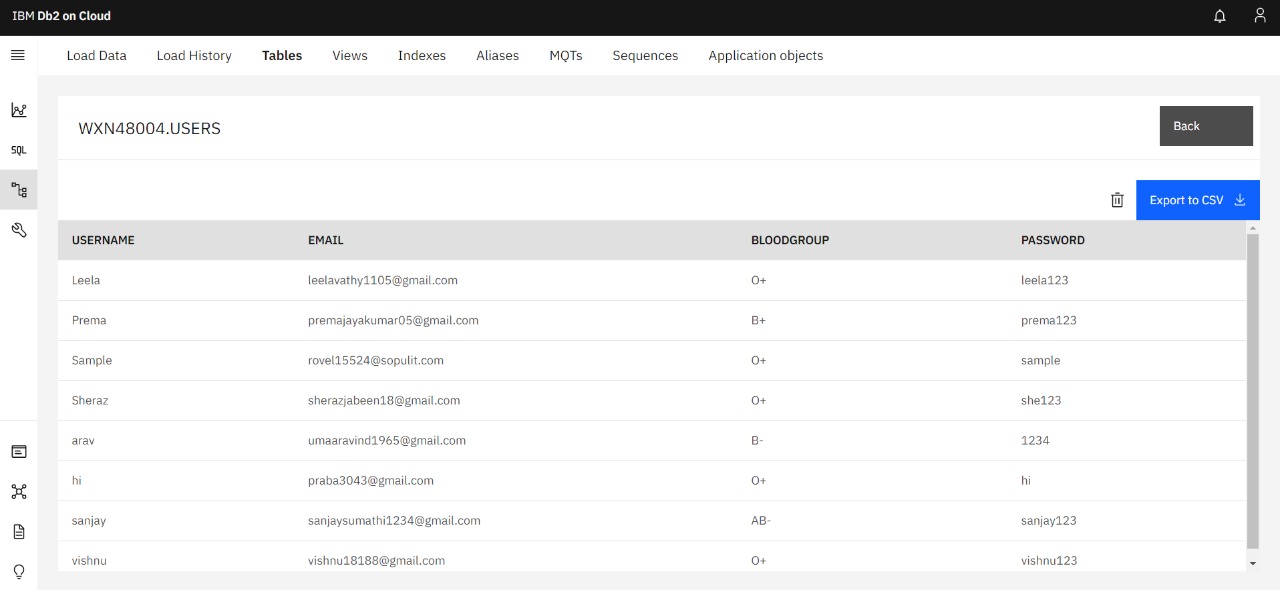 IBM Db2 on Cloud
Load Data Load History Tables Views Indexes Aliases MQTs Sequences Application objects
WXN48004.USERS
Back
SQL
Export to CSV
USERNAME EMAIL BLOODGROUP PASSWORD
Leela leelavathy1105@gmail.com O+ leela123
Prema premajayakumar05@gmail.com B+ prema123
Sample rovel15524@sopulit.com O+ sample
Sheraz sherazjabeen18@gmail.com O+ she123
arav umaaravind1965@gmail.com B- 1234
hi praba3043@gmail.com O+ hi
sanjay sanjaysumathi1234@gmail.com AB- sanjay123
vishnu vishnu18188@gmail.com O+ vishnu123